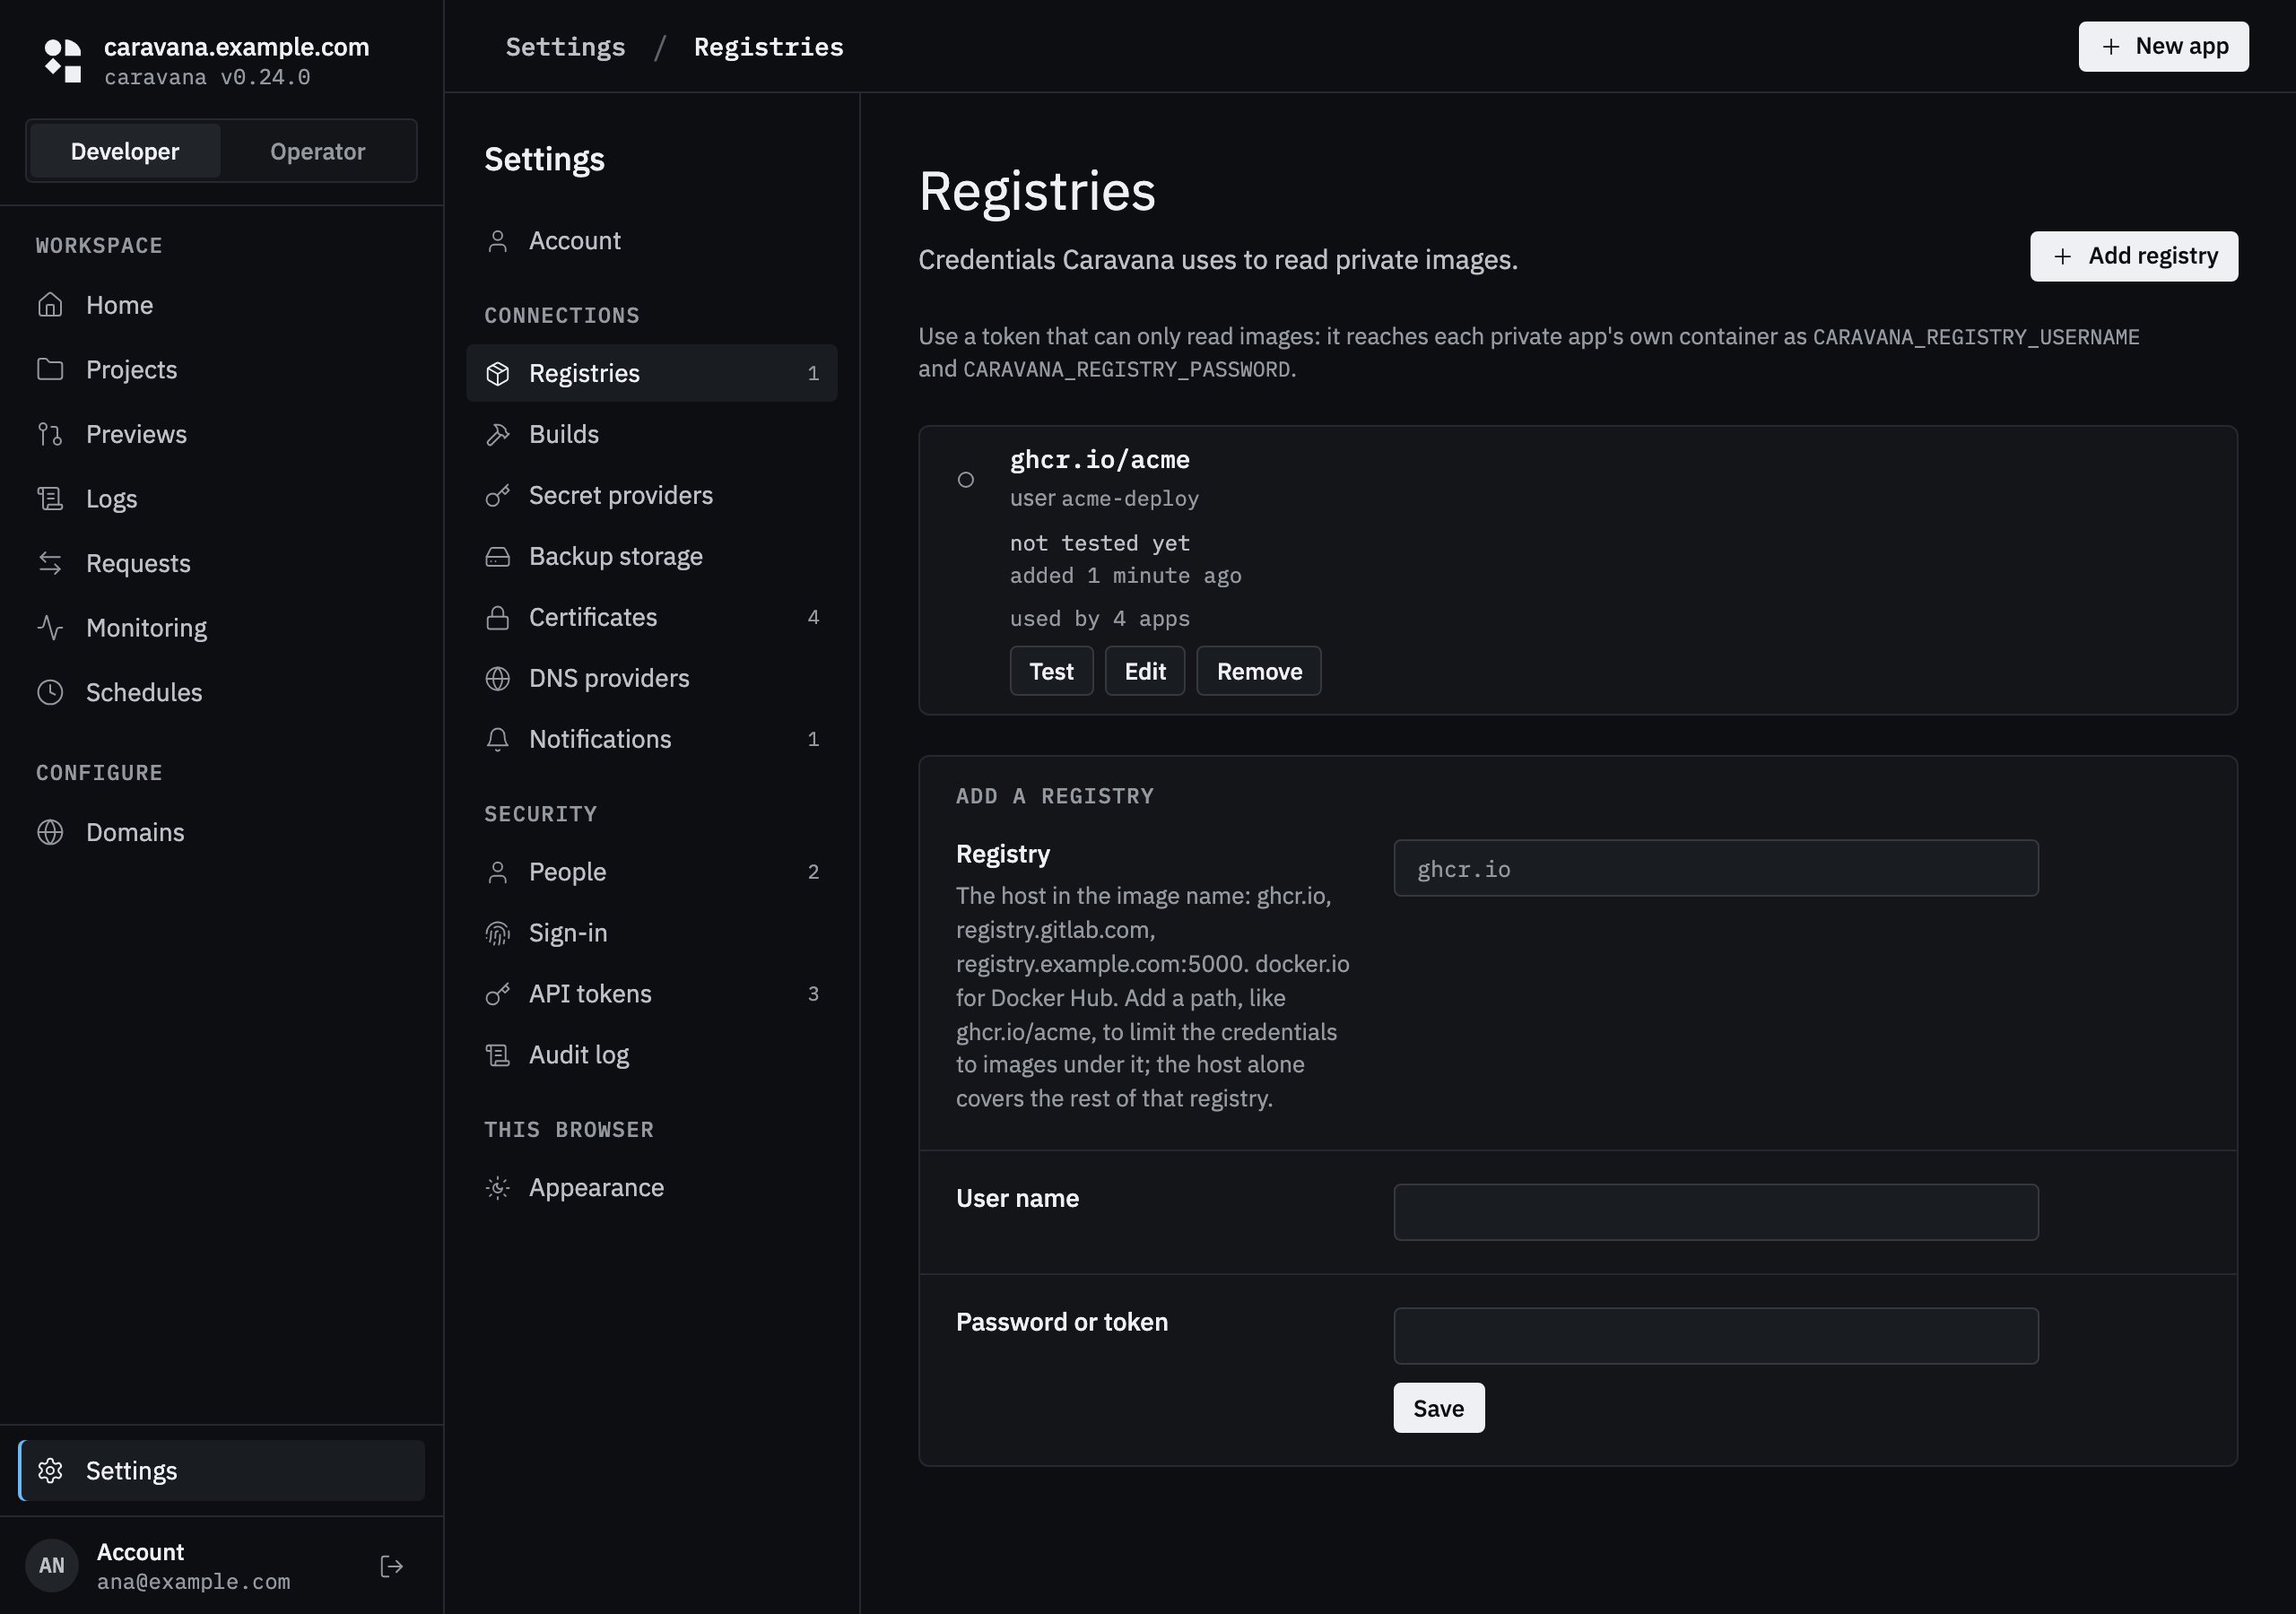 caravana.example.com
caravana v0.24.0
Developer
Operator
WORKSPACE
Home
Projects
Previews
Logs
Requests
Monitoring
Schedules
CONFIGURE
Domains
Settings
AN
Account
ana@example.com
Settings / Registries
New app
Settings
Account
CONNECTIONS
Registries 1
Builds
Secret providers
Backup storage
Certificates 4
DNS providers
Notifications 1
SECURITY
People 2
Sign-in
API tokens 3
Audit log
THIS BROWSER
Appearance
Registries
Credentials Caravana uses to read private images.
Add registry
Use a token that can only read images: it reaches each private app's own container as CARAVANA_REGISTRY_USERNAME
and CARAVANA_REGISTRY_PASSWORD.
ghcr.io/acme
user acme-deploy
not tested yet
added 1 minute ago
used by 4 apps
Test
Edit
Remove
ADD A REGISTRY
Registry
The host in the image name: ghcr.io,
registry.gitlab.com,
registry.example.com:5000. docker.io
for Docker Hub. Add a path, like
ghcr.io/acme, to limit the credentials
to images under it; the host alone
covers the rest of that registry.
ghcr.io
User name
Password or token
Save